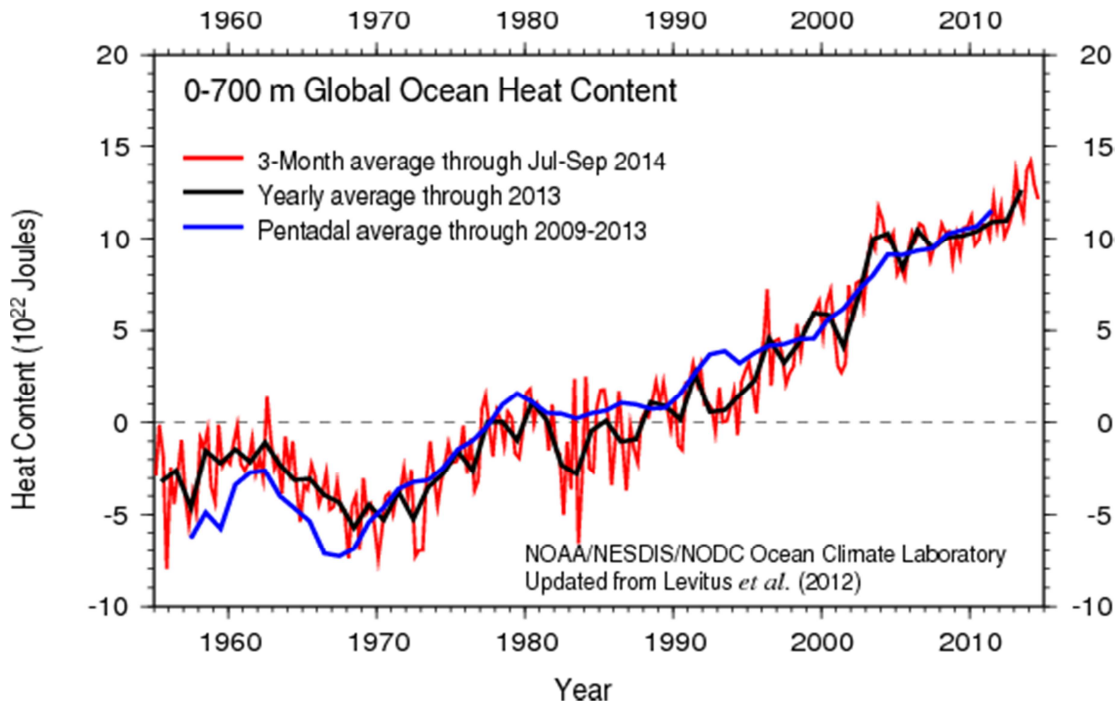 1960 1970 1980 1990 2000 2010
20 20
0-700 m Global Ocean Heat Content
15 3-Month average through Jul-Sep 2014 15
Yearly average through 2013
Pentadal average through 2009-2013
10 10
5 5
0 0
-5 -5
NOAA/NESDIS/NODC Ocean Climate Laboratory
Updated from Levitus et al. (2012)
-10 -10
1960 1970 1980 1990 2000 2010
Year
Heat Content (10²² Joules)